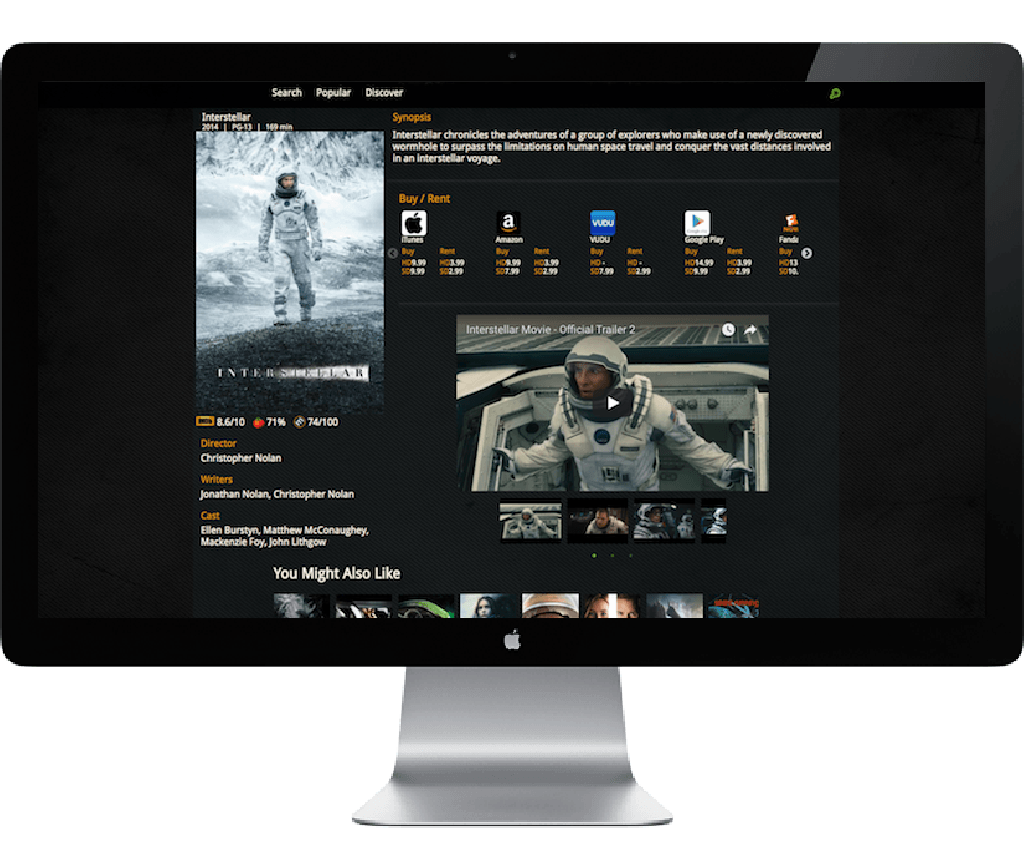 Search Popular Discover
Interstellar
2014 | PG-13 | 169 min
INTERSTELLAR
8.6/10 71% 74/100
Director
Christopher Nolan
Writers
Jonathan Nolan, Christopher Nolan
Cast
Ellen Burstyn, Matthew McConaughey,
Mackenzie Foy, John Lithgow
Synopsis
Interstellar chronicles the adventures of a group of explorers who make use of a newly discovered
wormhole to surpass the limitations on human space travel and conquer the vast distances involved
in an interstellar voyage.
Buy / Rent
iTunes
Buy Rent
HD9.99 HD3.99
SD9.99 SD2.99
a
Amazon
Buy Rent
HD9.99 HD3.99
SD7.99 SD2.99
VUDU
VUDU
Buy Rent
HD - HD -
SD7.99 SD2.99
Google Play
Buy Rent
HD14.99 HD3.99
SD9.99 SD2.99
Fanda
Buy
HD13
SD10.
Interstellar Movie - Official Trailer 2
You Might Also Like